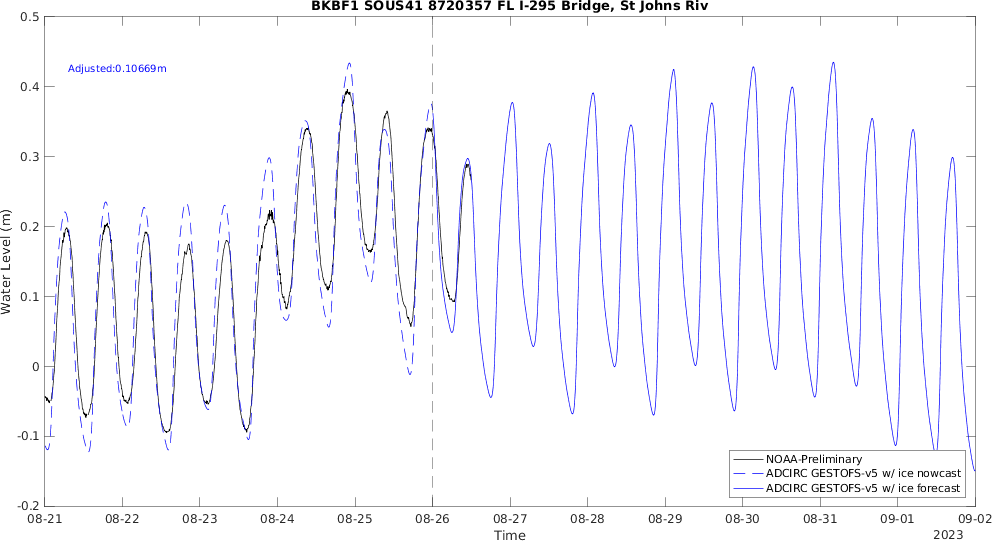 BKBF1 SOUS41 8720357 FL I-295 Bridge, St Johns Riv
Adjusted:0.10669m
Water Level (m)
0.5
0.4
0.3
0.2
0.1
0
-0.1
-0.2
NOAA-Preliminary
ADCIRC GESTOFS-v5 w/ ice nowcast
ADCIRC GESTOFS-v5 w/ ice forecast
08-21 08-22 08-23 08-24 08-25 08-26 08-27 08-28 08-29 08-30 08-31 09-01 09-02
Time
2023